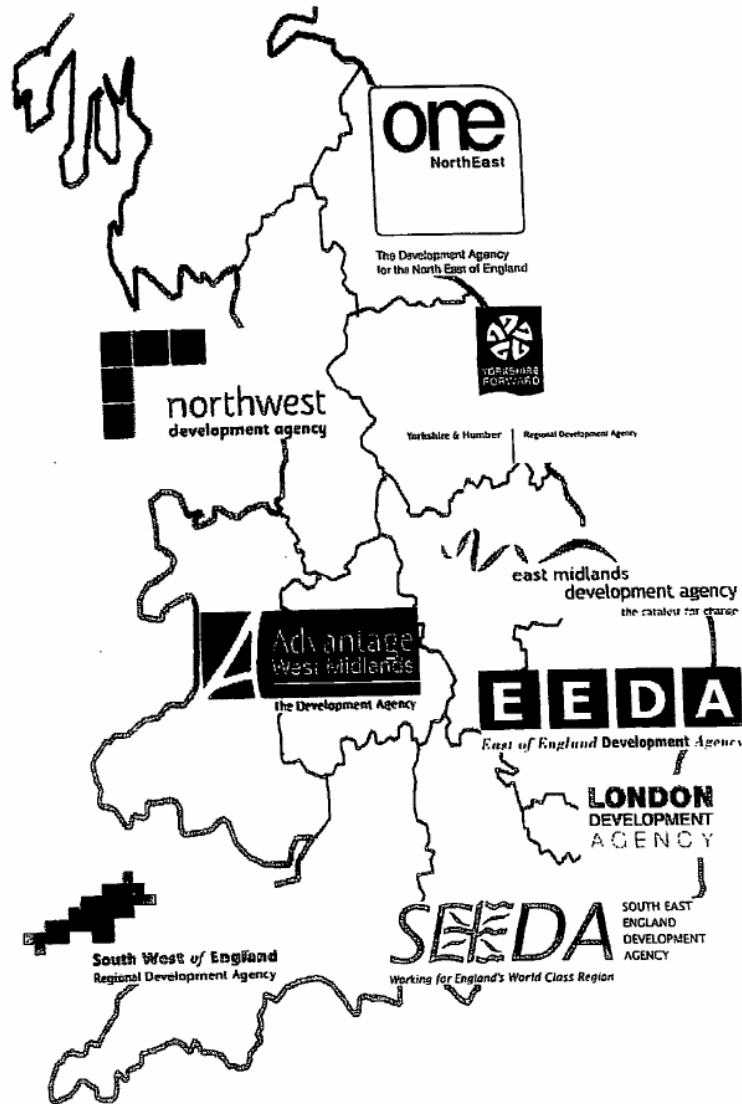 one
NorthEast
The Development Agency
for the North East of England
YORKSHIRE
FORWARD
Yorkshire & Humber | Regional Development Agency
northwest
development agency
east midlands
development agency
the catalyst for change
Advantage
West Midlands
The Development Agency
EEDA
East of England Development Agency
LONDON
DEVELOPMENT
AGENCY
South West of England
Regional Development Agency
SEEDA
SOUTH EAST
ENGLAND
DEVELOPMENT
AGENCY
Working for England's World Class Region